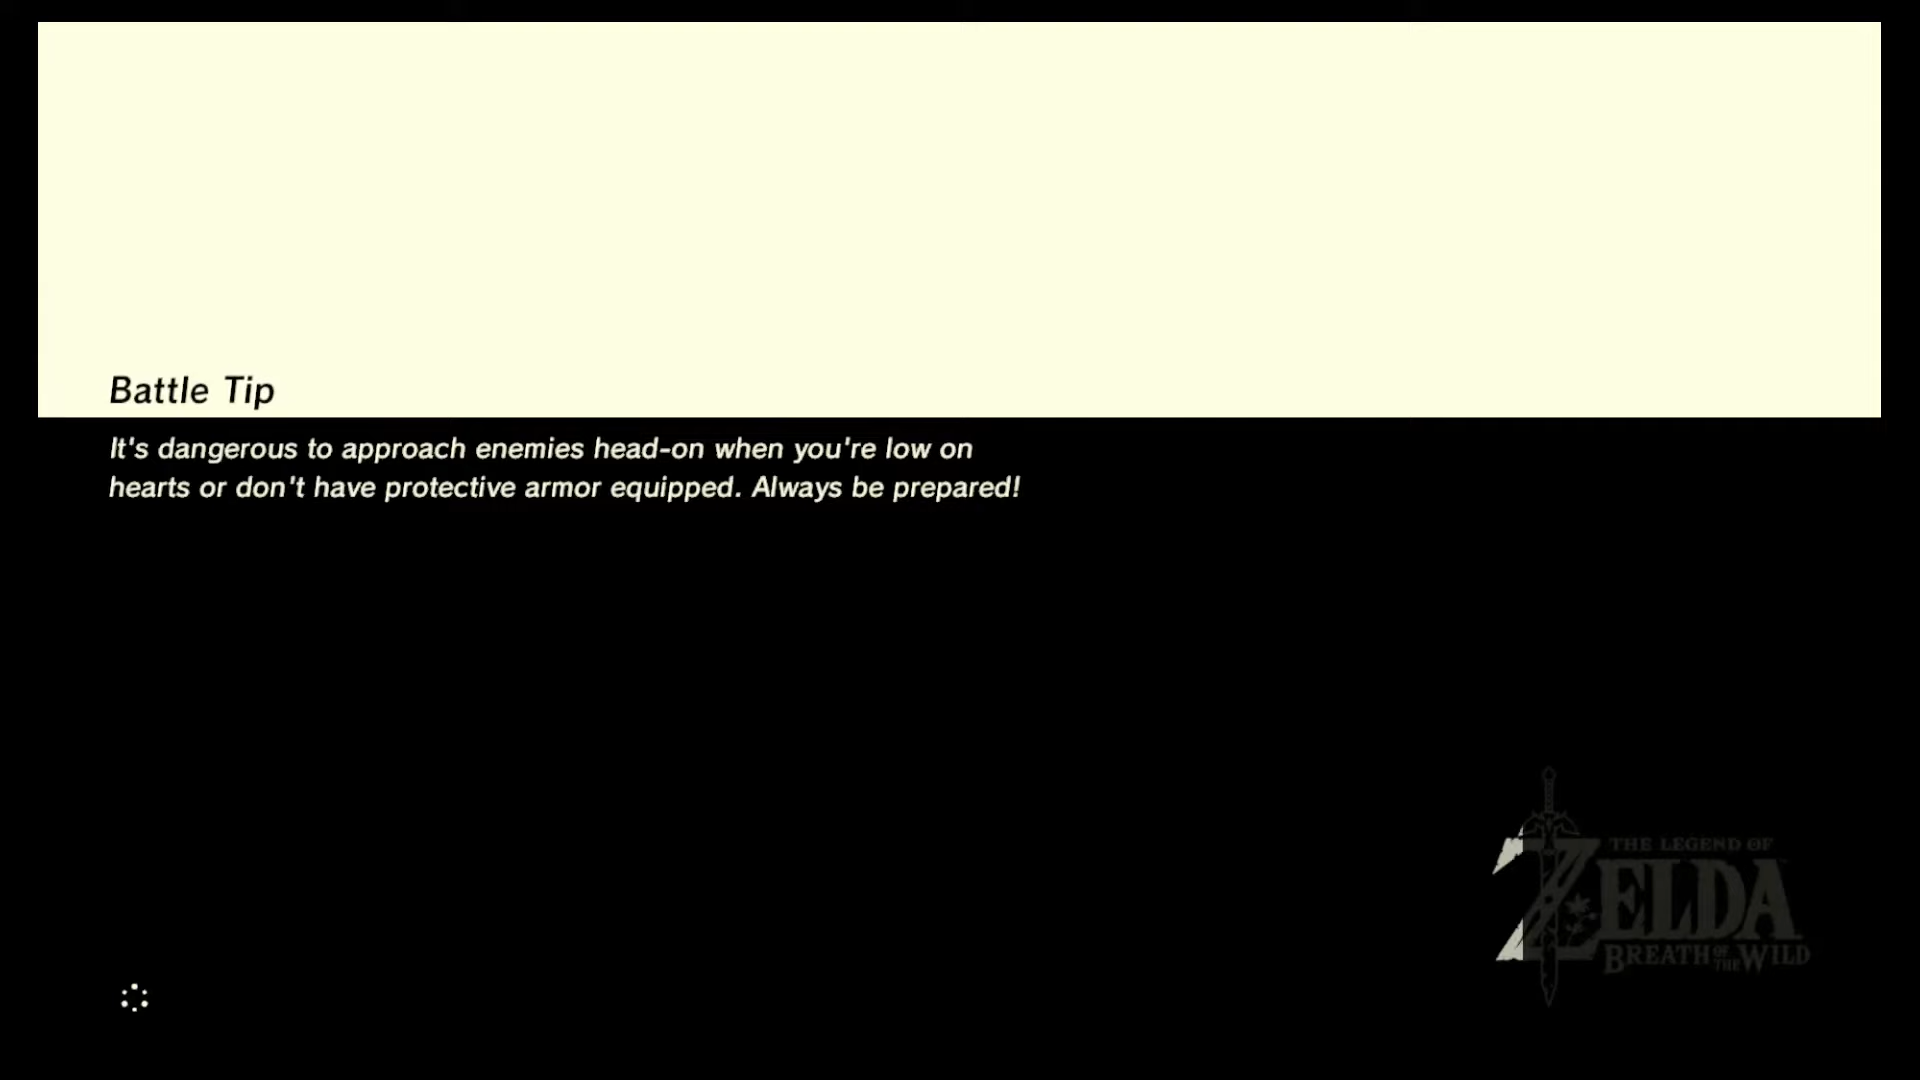 Battle Tip
It's dangerous to approach enemies head-on when you're low on
hearts or don't have protective armor equipped. Always be prepared!
THE LEGEND OF
ZELDA
BREATH OF THE WILD